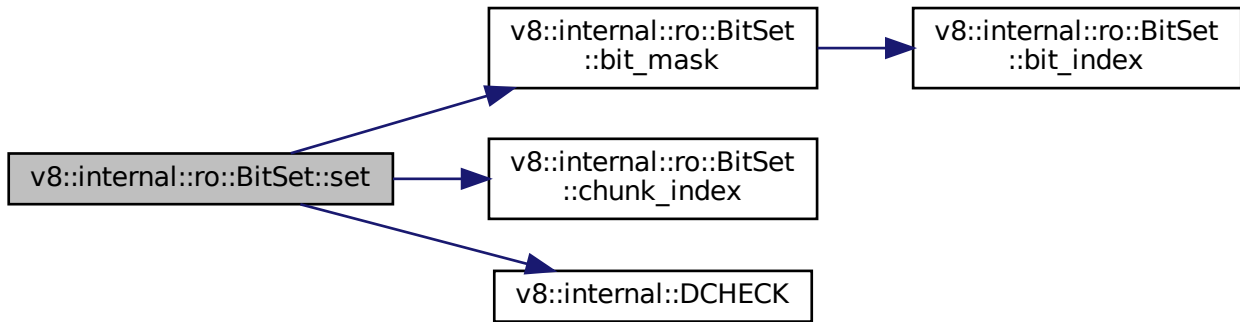 v8::internal::ro::BitSet::set
v8::internal::ro::BitSet
::bit_mask
v8::internal::ro::BitSet
::bit_index
v8::internal::ro::BitSet
::chunk_index
v8::internal::DCHECK